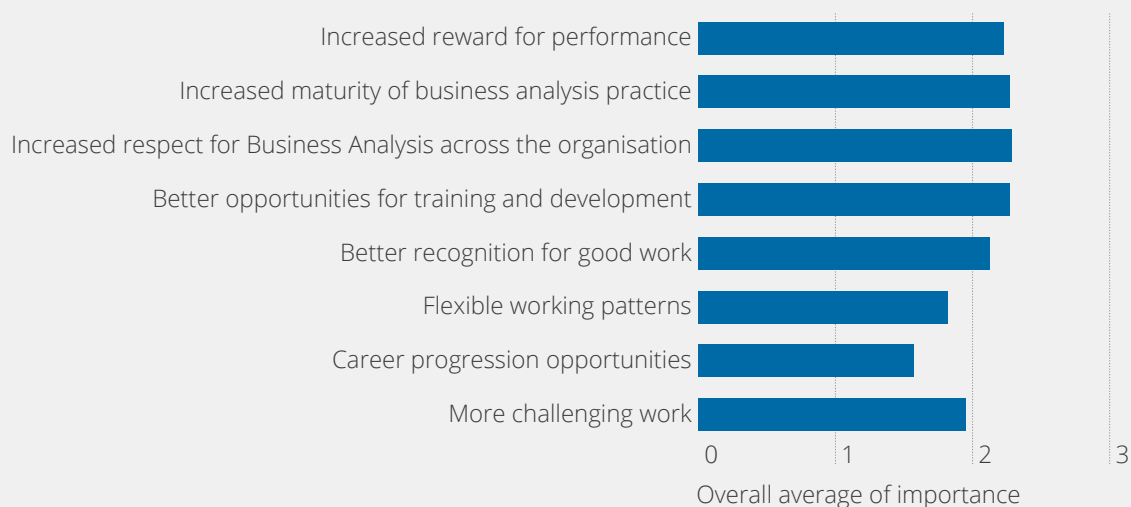 Increased reward for performance
Increased maturity of business analysis practice
Increased respect for Business Analysis across the organisation
Better opportunities for training and development
Better recognition for good work
Flexible working patterns
Career progression opportunities
More challenging work
0 1 2 3
Overall average of importance